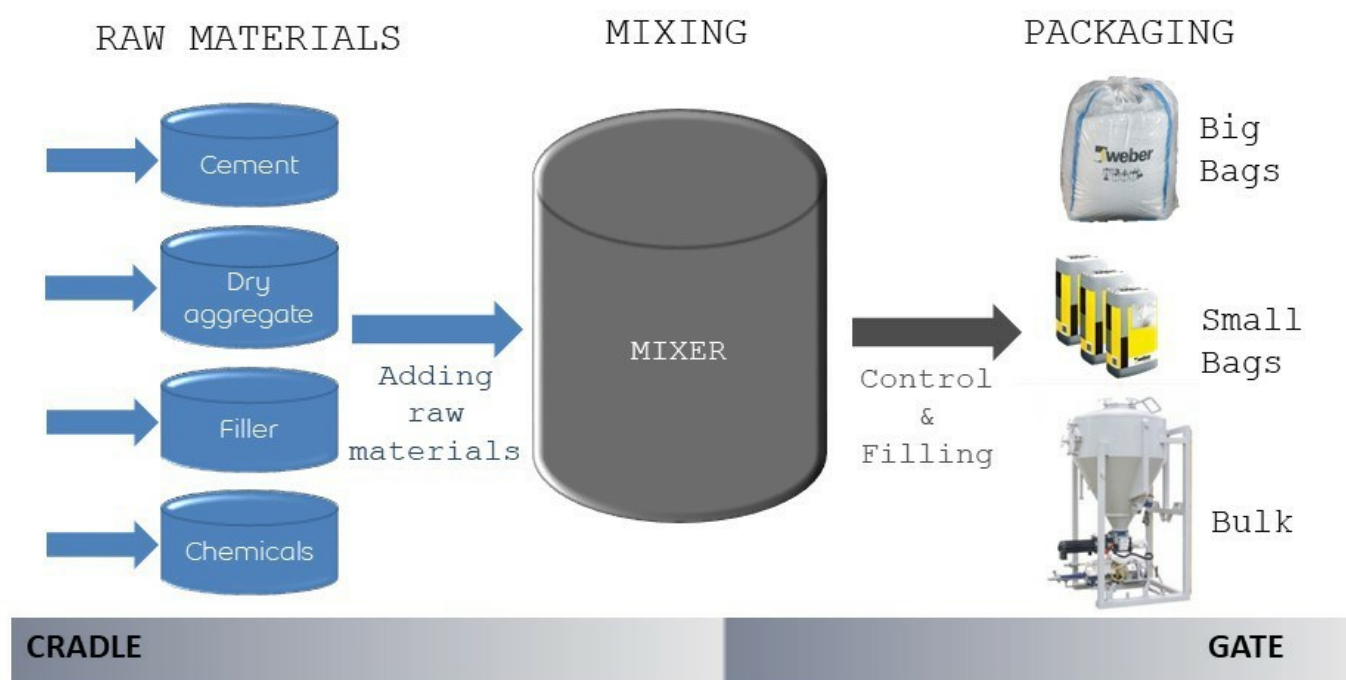 RAW MATERIALS
MIXING
PACKAGING
Cement
Dry
aggregate
Filler
Chemicals
Adding
raw
materials
MIXER
Control
&
Filling
weber
Big
Bags
Small
Bags
weber
Bulk
CRADLE
GATE